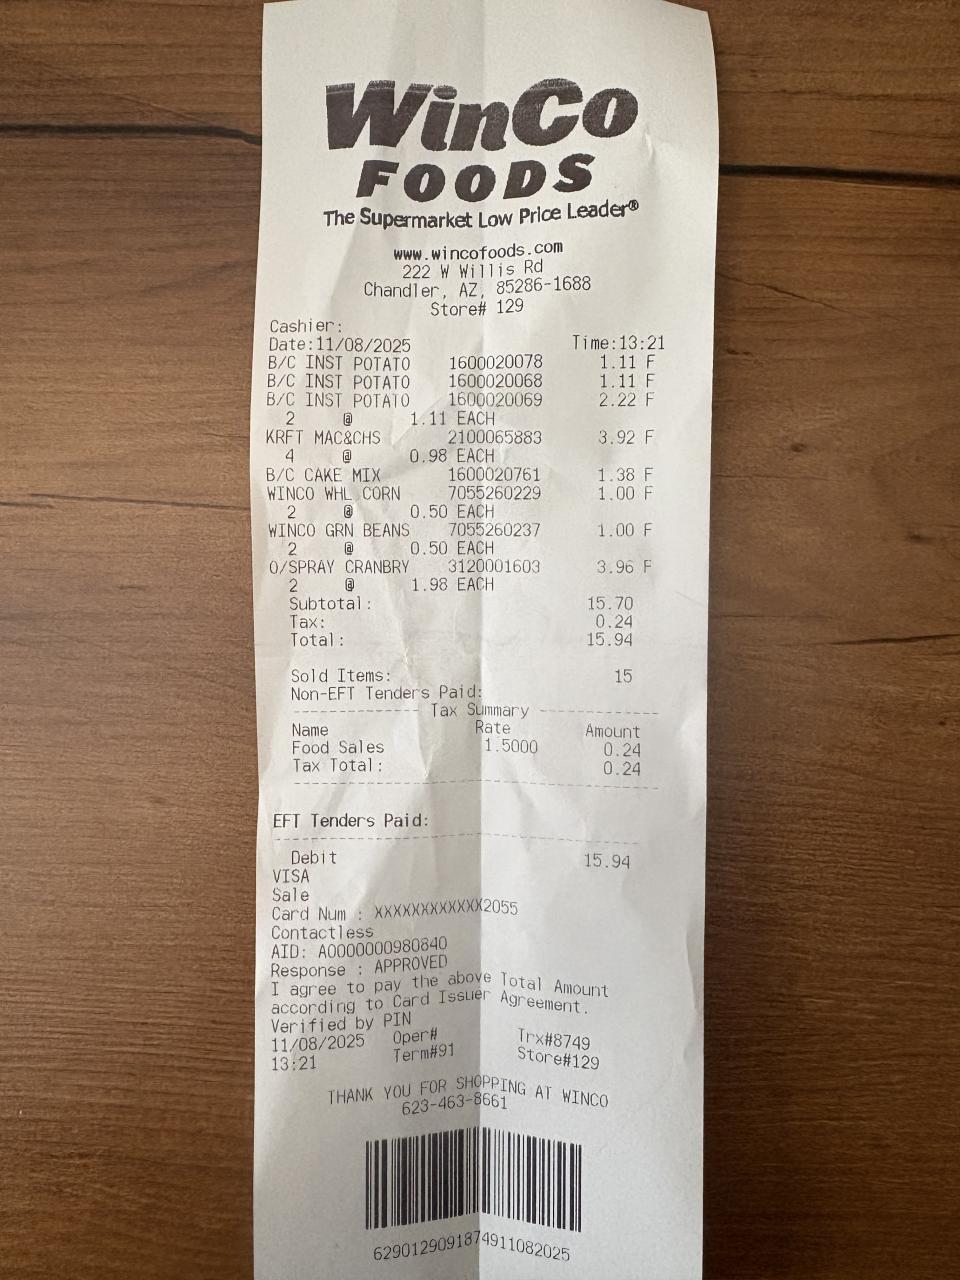 WinCo
FOODS
The Supermarket Low Price Leader®
www.wincofoods.com
222 W Willis Rd
Chandler, AZ, 85286-1688
Store# 129
Cashier:
Date:11/08/2025 Time:13:21
B/C INST POTATO 1600020078 1.11 F
B/C INST POTATO 1600020068 1.11 F
B/C INST POTATO 1600020069 2.22 F
2 @ 1.11 EACH
KRFT MAC&CHS 2100065883 3.92 F
4 @ 0.98 EACH
B/C CAKE MIX 1600020761 1.38 F
WINCO WHL CORN 7055260229 1.00 F
2 @ 0.50 EACH
WINCO GRN BEANS 7055260237 1.00 F
2 @ 0.50 EACH
O/SPRAY CRANBRY 3120001603 3.96 F
2 @ 1.98 EACH
Subtotal: 15.70
Tax: 0.24
Total: 15.94
Sold Items: 15
Non-EFT Tenders Paid:
-------------- Tax Summary --------------
Name Rate Amount
Food Sales 1.5000 0.24
Tax Total: 0.24
EFT Tenders Paid:
Debit 15.94
VISA
Sale
Card Num : XXXXXXXXXXXX2055
Contactless
AID: A0000000980840
Response : APPROVED
I agree to pay the above Total Amount
according to Card Issuer Agreement.
Verified by PIN
11/08/2025 Oper# Trx#8749
13:21 Term#91 Store#129
THANK YOU FOR SHOPPING AT WINCO
623-463-8661
6290129091874911082025